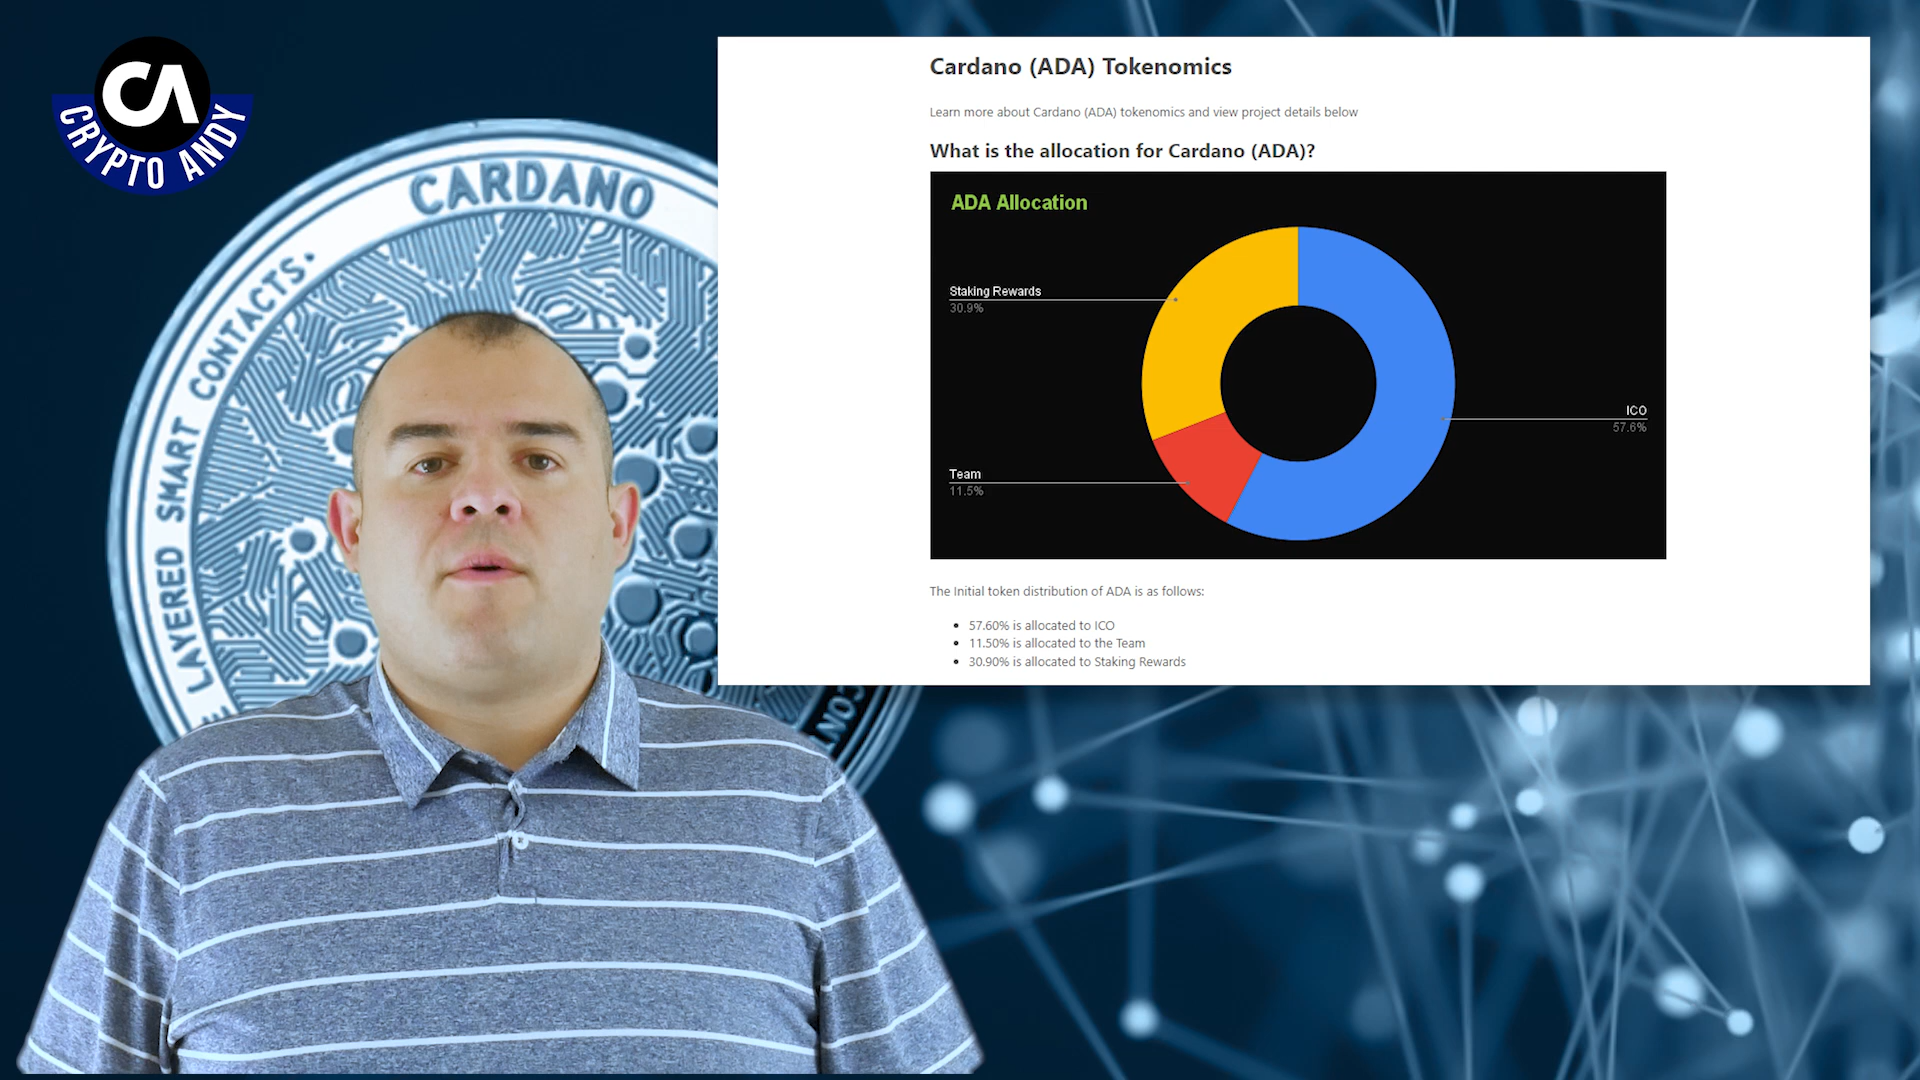 CA
CRYPTO ANDY
CARDANO
LAYERED SMART CONTACTS.
Cardano (ADA) Tokenomics
Learn more about Cardano (ADA) tokenomics and view project details below
What is the allocation for Cardano (ADA)?
ADA Allocation
Staking Rewards
30.9%
ICO
57.6%
Team
11.5%
The Initial token distribution of ADA is as follows:
• 57.60% is allocated to ICO
• 11.50% is allocated to the Team
• 30.90% is allocated to Staking Rewards